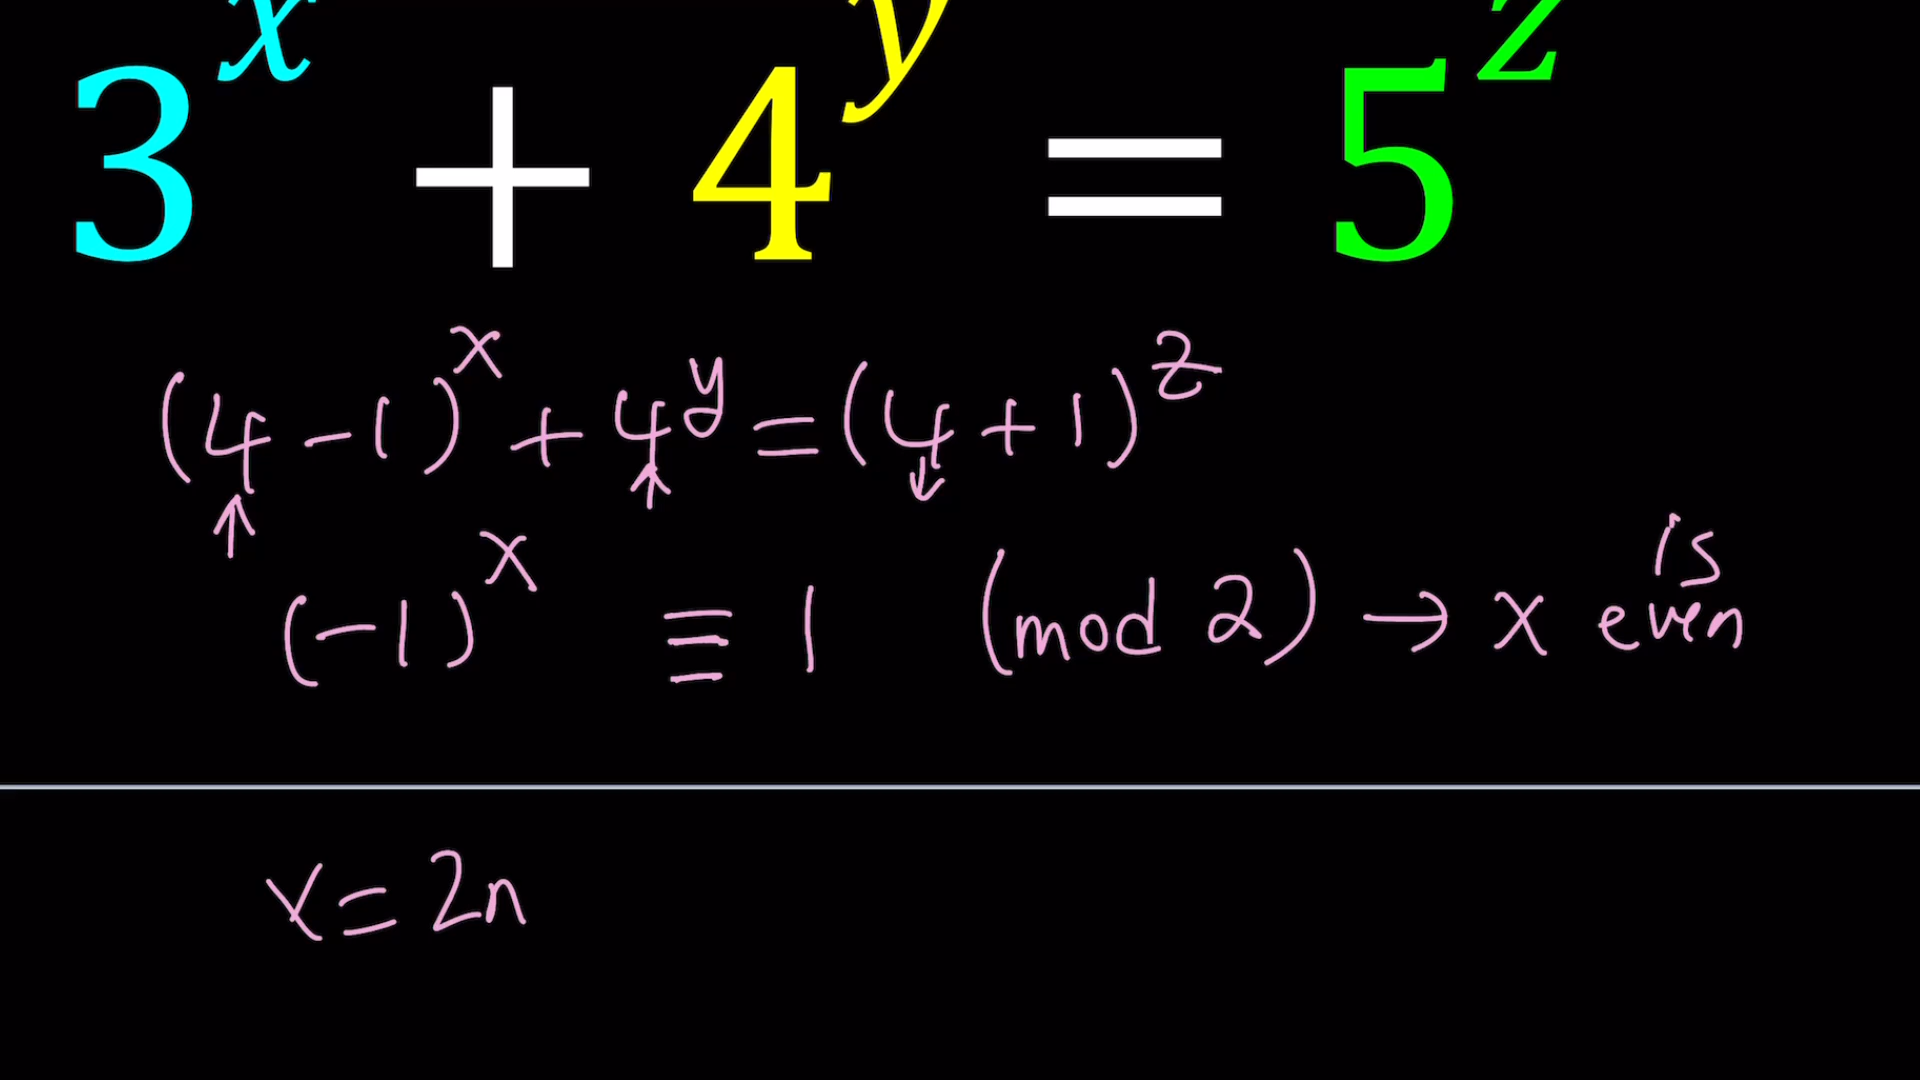 3^x + 4^y = 5^z
(4-1)^x + 4^y = (4+1)^z
(-1)^x ≡ 1 (mod 2) → x is even
x = 2n